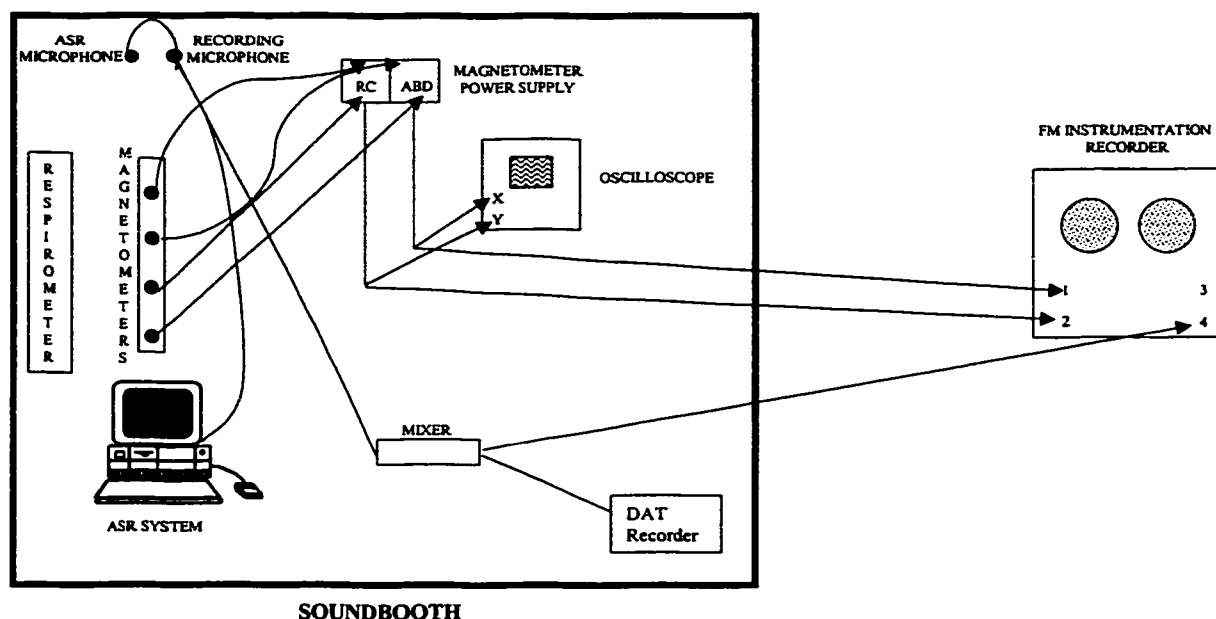 ASR
MICROPHONE
RECORDING
MICROPHONE
RC
ABD
MAGNETOMETER
POWER SUPPLY
FM INSTRUMENTATION
RECORDER
RESPIROMETER
MAGNETOMETERS
X
Y
OSCILLOSCOPE
1
3
2
4
MIXER
ASR SYSTEM
DAT
Recorder
SOUNDBOOTH